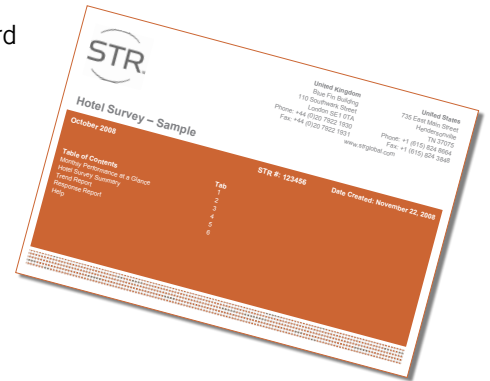 rd
STR.
United Kingdom
Blue Fin Building
110 Southwark Street
London SE1 0TA
Phone: +44 (0)20 7922 1930
Fax: +44 (0)20 7922 1931
www.strglobal.com
United States
735 East Main Street
Hendersonville
TN 37075
Phone: +1 (615) 824 8664
Fax: +1 (615) 824 3848
Hotel Survey – Sample
October 2008
STR #: 123456
Date Created: November 22, 2008
Table of Contents
Tab
Monthly Performance at a Glance
1
Hotel Survey Summary
2
Trend Report
3
Response Report
4
Help
5
6